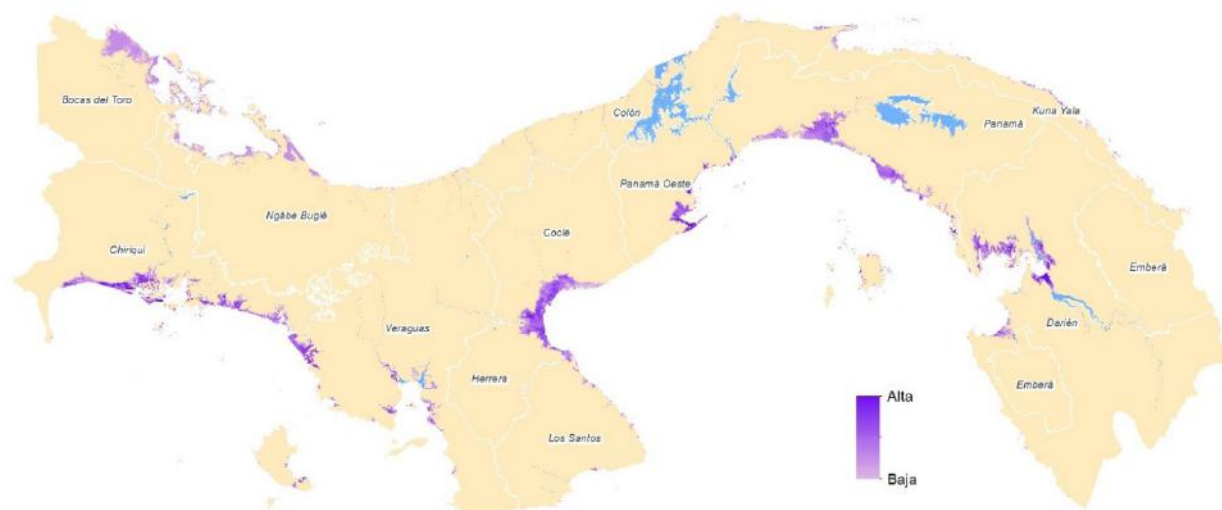 Bocas del Toro
Colón
Kuna Yala
Panamá
Panamá Oeste
Ngäbe Buglé
Coclé
Chiriquí
Emberá
Veraguas
Darién
Herrera
Emberá
Los Santos
Alta
Baja